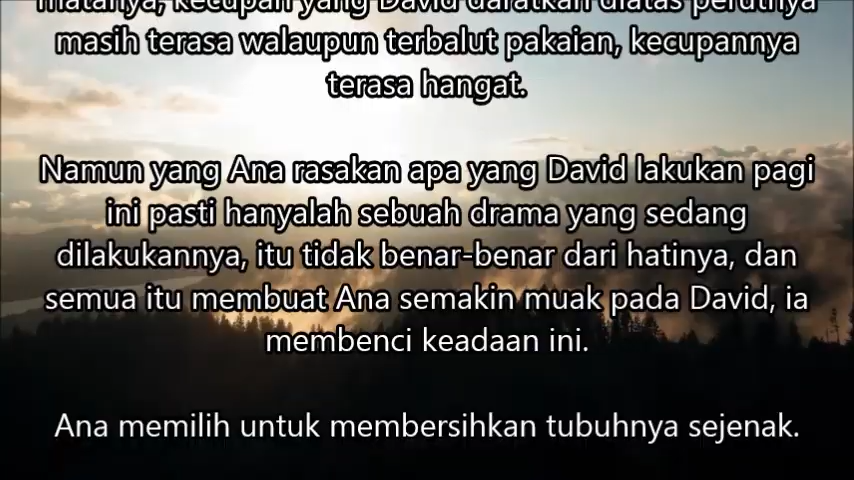 matanya, kecupan yang David daratkan diatas perutnya
masih terasa walaupun terbalut pakaian, kecupannya
terasa hangat.
Namun yang Ana rasakan apa yang David lakukan pagi
ini pasti hanyalah sebuah drama yang sedang
dilakukannya, itu tidak benar-benar dari hatinya, dan
semua itu membuat Ana semakin muak pada David, ia
membenci keadaan ini.
Ana memilih untuk membersihkan tubuhnya sejenak.